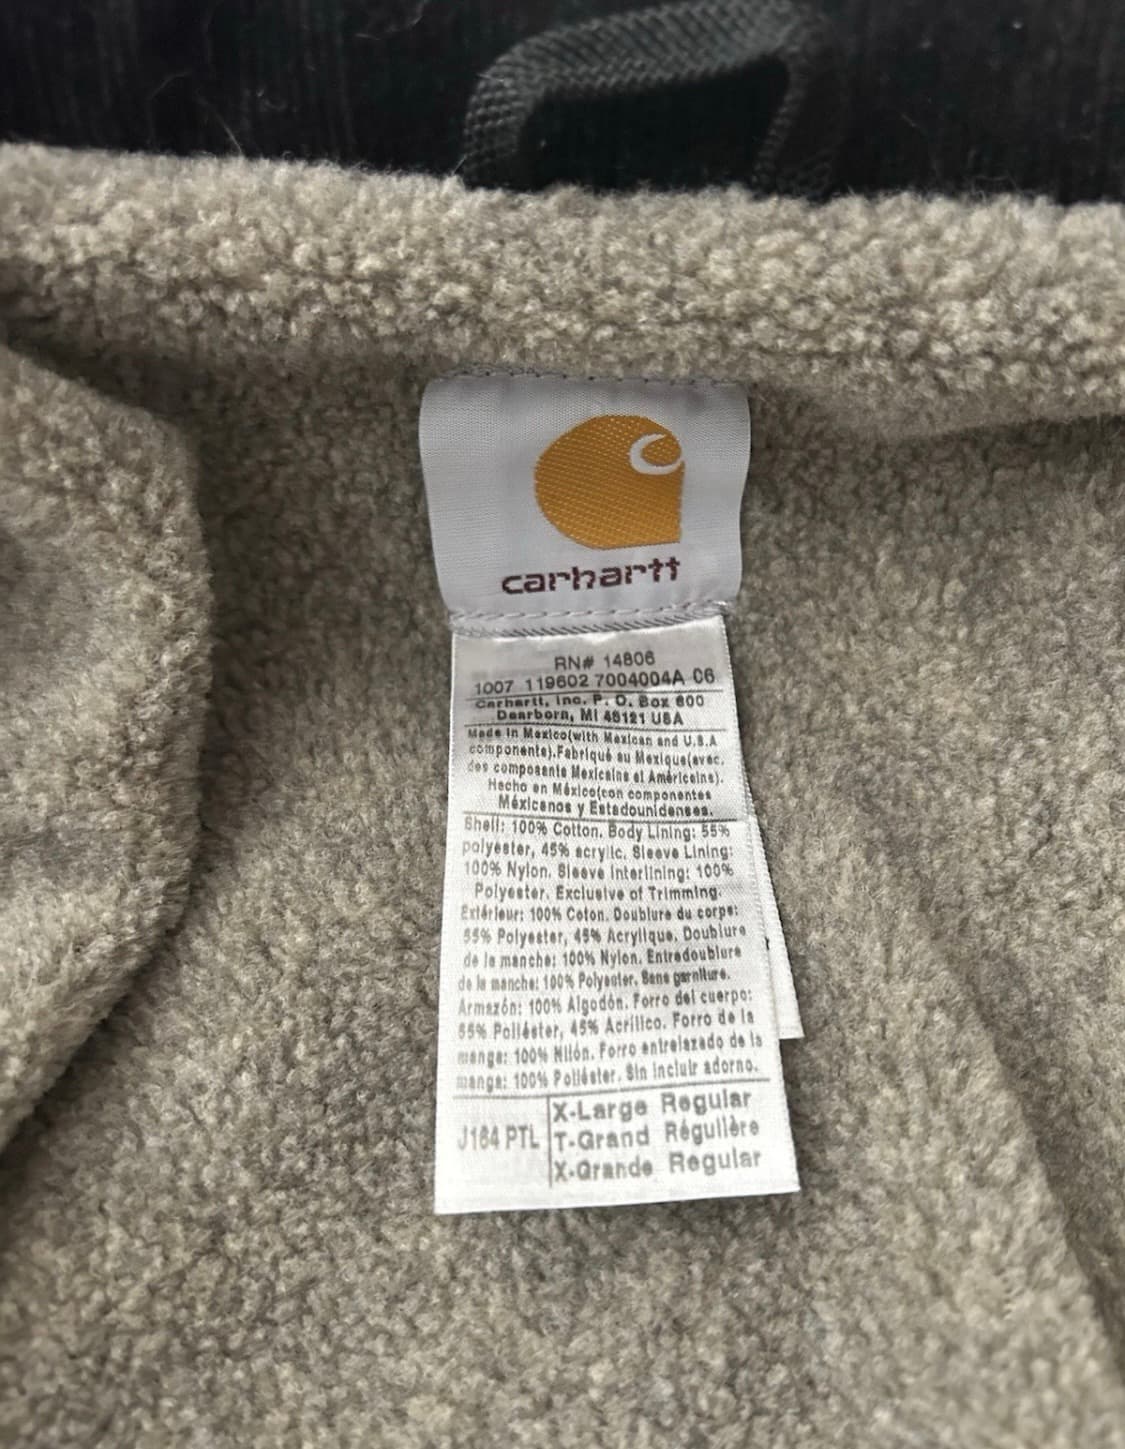 carhartt
RN# 14806
1007 119602 7004004A C6
Carhartt, Inc. P. O. Box 600
Dearborn, MI 48121 USA
Made in Mexico(with Mexican and U.S.A
components).Fabriqué au Mexique(avec.
des composants Mexicains et Américains).
Hecho en México(con componentes
Méxicanos y Estadounidenses.
Shell: 100% Cotton. Body Lining: 55%
polyester, 45% acrylic. Sleeve Lining:
100% Nylon. Sleeve Interlining: 100%
Polyester. Exclusive of Trimming.
Extérieur: 100% Coton. Doublure du corps:
55% Polyester, 45% Acrylique. Doublure
de la manche: 100% Nylon. Entredoublure
de la manche: 100% Polyester. Sans garniture.
Armazón: 100% Algodón. Forro del cuerpo:
55% Poliéster, 45% Acrílico. Forro de la
manga: 100% Nilón. Forro entrelazado de la
manga: 100% Poliéster. Sin incluir adorno.
J164 PTL
X-Large Regular
T-Grand Régulière
X-Grande Regular